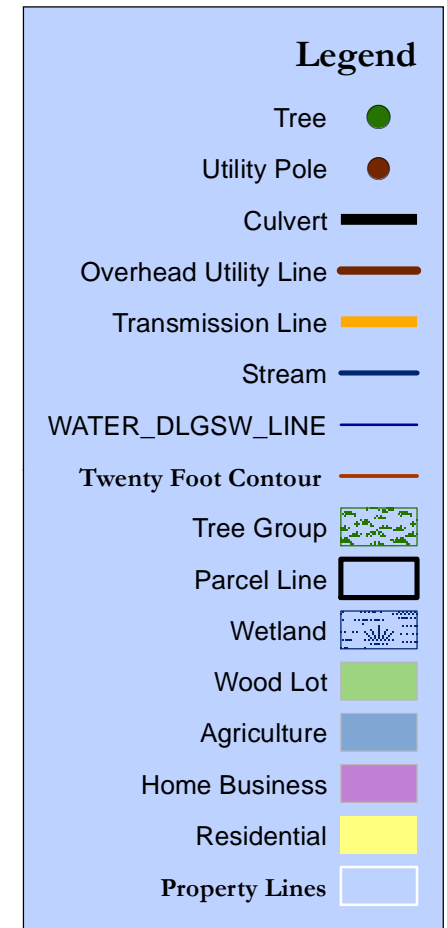 Legend
Tree
Utility Pole
Culvert
Overhead Utility Line
Transmission Line
Stream
WATER_DLGSW_LINE
Twenty Foot Contour
Tree Group
Parcel Line
Wetland
Wood Lot
Agriculture
Home Business
Residential
Property Lines